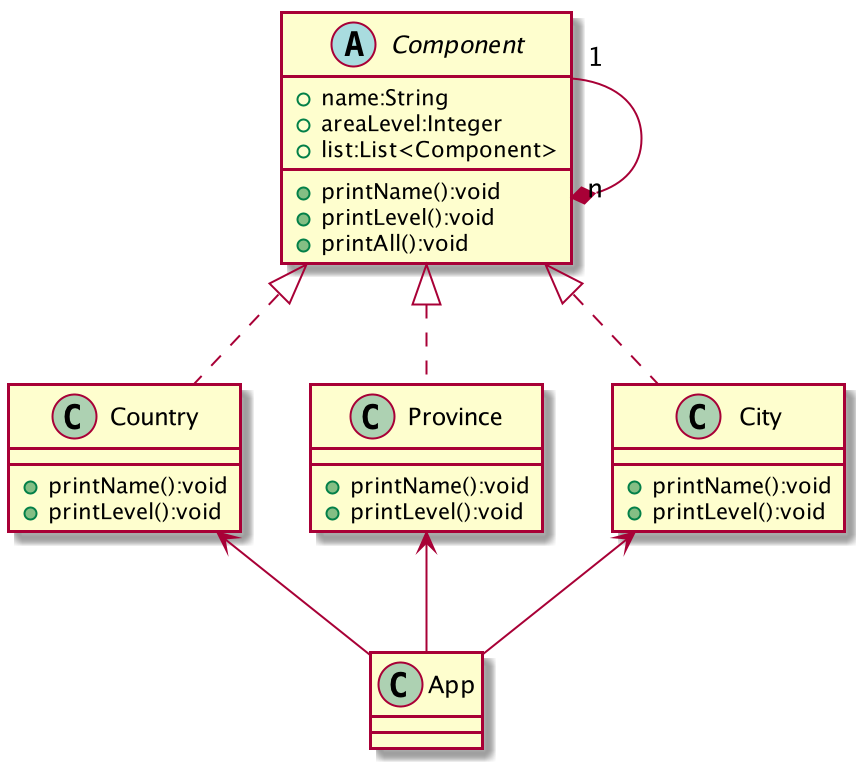 A Component
1
name:String
areaLevel:Integer
list:List<Component>
printName():void
n
printLevel():void
printAll():void
C Country
printName():void
printLevel():void
C Province
printName():void
printLevel():void
C City
printName():void
printLevel():void
C App